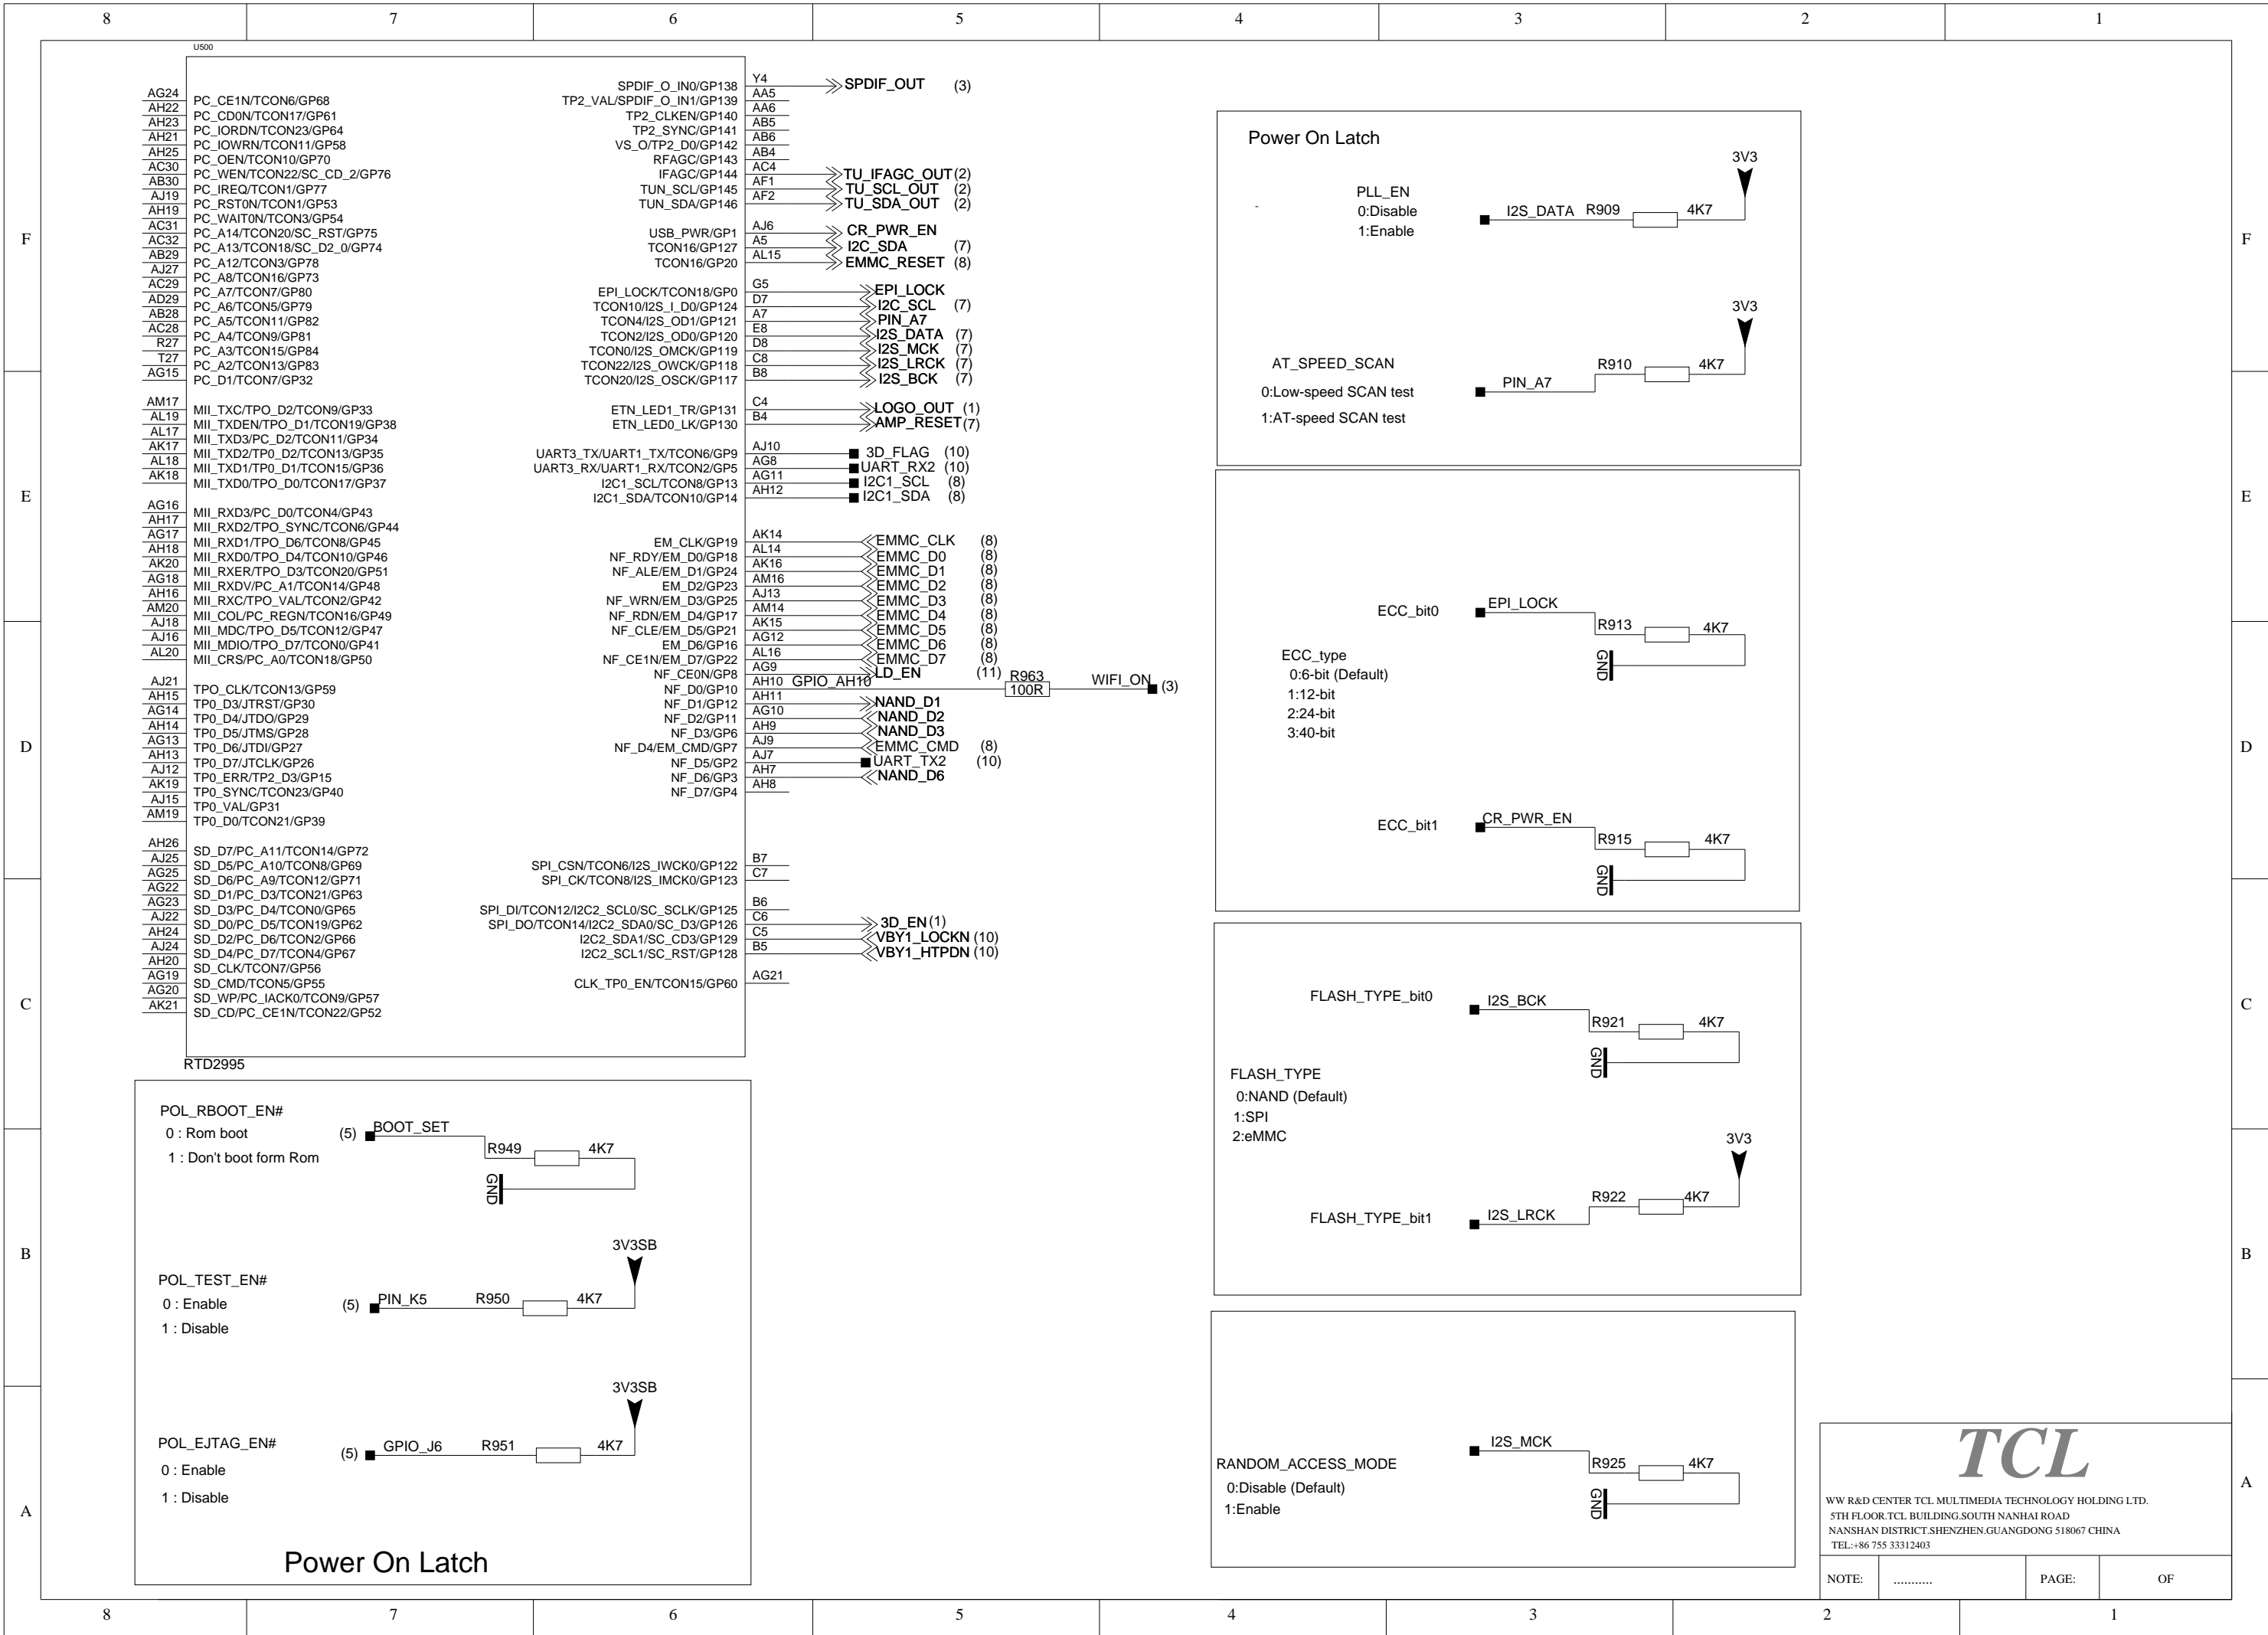 8 7 6 5 4 3 2 1
U500
AG24 PC_CE1N/TCON6/GP68
AH22 PC_CD0N/TCON17/GP61
AH23 PC_IORDN/TCON23/GP64
AH21 PC_IOWRN/TCON11/GP58
AH25 PC_OEN/TCON10/GP70
AC30 PC_WEN/TCON22/SC_CD_2/GP76
AB30 PC_IREQ/TCON1/GP77
AJ19 PC_RST0N/TCON1/GP53
AH19 PC_WAIT0N/TCON3/GP54
AC31 PC_A14/TCON20/SC_RST/GP75
AC32 PC_A13/TCON18/SC_D2_0/GP74
AB29 PC_A12/TCON3/GP78
AJ27 PC_A8/TCON16/GP73
AC29 PC_A7/TCON7/GP80
AD29 PC_A6/TCON5/GP79
AB28 PC_A5/TCON11/GP82
AC28 PC_A4/TCON9/GP81
R27 PC_A3/TCON15/GP84
T27 PC_A2/TCON13/GP83
AG15 PC_D1/TCON7/GP32
AM17 MII_TXC/TPO_D2/TCON9/GP33
AL19 MII_TXDEN/TPO_D1/TCON19/GP38
AL17 MII_TXD3/PC_D2/TCON11/GP34
AK17 MII_TXD2/TP0_D2/TCON13/GP35
AL18 MII_TXD1/TP0_D1/TCON15/GP36
AK18 MII_TXD0/TPO_D0/TCON17/GP37
AG16 MII_RXD3/PC_D0/TCON4/GP43
AH17 MII_RXD2/TPO_SYNC/TCON6/GP44
AG17 MII_RXD1/TPO_D6/TCON8/GP45
AH18 MII_RXD0/TPO_D4/TCON10/GP46
AK20 MII_RXER/TPO_D3/TCON20/GP51
AG18 MII_RXDV/PC_A1/TCON14/GP48
AH16 MII_RXC/TPO_VAL/TCON2/GP42
AM20 MII_COL/PC_REGN/TCON16/GP49
AJ18 MII_MDC/TPO_D5/TCON12/GP47
AJ16 MII_MDIO/TPO_D7/TCON0/GP41
AL20 MII_CRS/PC_A0/TCON18/GP50
AJ21 TPO_CLK/TCON13/GP59
AH15 TP0_D3/JTRST/GP30
AG14 TP0_D4/JTDO/GP29
AH14 TP0_D5/JTMS/GP28
AG13 TP0_D6/JTDI/GP27
AH13 TP0_D7/JTCLK/GP26
AJ12 TP0_ERR/TP2_D3/GP15
AK19 TP0_SYNC/TCON23/GP40
AJ15 TP0_VAL/GP31
AM19 TP0_D0/TCON21/GP39
AH26 SD_D7/PC_A11/TCON14/GP72
AJ25 SD_D5/PC_A10/TCON8/GP69
AG25 SD_D6/PC_A9/TCON12/GP71
AG22 SD_D1/PC_D3/TCON21/GP63
AG23 SD_D3/PC_D4/TCON0/GP65
AJ22 SD_D0/PC_D5/TCON19/GP62
AH24 SD_D2/PC_D6/TCON2/GP66
AJ24 SD_D4/PC_D7/TCON4/GP67
AH20 SD_CLK/TCON7/GP56
AG19 SD_CMD/TCON5/GP55
AG20 SD_WP/PC_IACK0/TCON9/GP57
AK21 SD_CD/PC_CE1N/TCON22/GP52
SPDIF_O_IN0/GP138 Y4 SPDIF_OUT (3)
TP2_VAL/SPDIF_O_IN1/GP139 AA5
TP2_CLKEN/GP140 AA6
TP2_SYNC/GP141 AB5
VS_O/TP2_D0/GP142 AB6
RFAGC/GP143 AB4
IFAGC/GP144 AC4 TU_IFAGC_OUT(2)
TUN_SCL/GP145 AF1 TU_SCL_OUT (2)
TUN_SDA/GP146 AF2 TU_SDA_OUT (2)
USB_PWR/GP1 AJ6 CR_PWR_EN
TCON16/GP127 A5 I2C_SDA (7)
TCON16/GP20 AL15 EMMC_RESET (8)
EPI_LOCK/TCON18/GP0 G5 EPI_LOCK
TCON10/I2S_I_D0/GP124 D7 I2C_SCL (7)
TCON4/I2S_OD1/GP121 A7 PIN_A7
TCON2/I2S_OD0/GP120 E8 I2S_DATA (7)
TCON0/I2S_OMCK/GP119 D8 I2S_MCK (7)
TCON22/I2S_OWCK/GP118 C8 I2S_LRCK (7)
TCON20/I2S_OSCK/GP117 B8 I2S_BCK (7)
ETN_LED1_TR/GP131 C4 LOGO_OUT (1)
ETN_LED0_LK/GP130 B4 AMP_RESET(7)
UART3_TX/UART1_TX/TCON6/GP9 AJ10 3D_FLAG (10)
UART3_RX/UART1_RX/TCON2/GP5 AG8 UART_RX2 (10)
I2C1_SCL/TCON8/GP13 AG11 I2C1_SCL (8)
I2C1_SDA/TCON10/GP14 AH12 I2C1_SDA (8)
EM_CLK/GP19 AK14 EMMC_CLK (8)
NF_RDY/EM_D0/GP18 AL14 EMMC_D0 (8)
NF_ALE/EM_D1/GP24 AK16 EMMC_D1 (8)
EM_D2/GP23 AM16 EMMC_D2 (8)
NF_WRN/EM_D3/GP25 AJ13 EMMC_D3 (8)
NF_RDN/EM_D4/GP17 AM14 EMMC_D4 (8)
NF_CLE/EM_D5/GP21 AK15 EMMC_D5 (8)
EM_D6/GP16 AG12 EMMC_D6 (8)
NF_CE1N/EM_D7/GP22 AL16 EMMC_D7 (8)
NF_CE0N/GP8 AG9 LD_EN (11)
NF_D0/GP10 AH10 GPIO_AH10 R963 100R WIFI_ON (3)
NF_D1/GP12 AH11 NAND_D1
NF_D2/GP11 AG10 NAND_D2
NF_D3/GP6 AH9 NAND_D3
NF_D4/EM_CMD/GP7 AJ9 EMMC_CMD (8)
NF_D5/GP2 AJ7 UART_TX2 (10)
NF_D6/GP3 AH7 NAND_D6
NF_D7/GP4 AH8
SPI_CSN/TCON6/I2S_IWCK0/GP122 B7
SPI_CK/TCON8/I2S_IMCK0/GP123 C7
SPI_DI/TCON12/I2C2_SCL0/SC_SCLK/GP125 B6
SPI_DO/TCON14/I2C2_SDA0/SC_D3/GP126 C6 3D_EN(1)
I2C2_SDA1/SC_CD3/GP129 C5 VBY1_LOCKN (10)
I2C2_SCL1/SC_RST/GP128 B5 VBY1_HTPDN (10)
CLK_TP0_EN/TCON15/GP60 AG21
RTD2995
POL_RBOOT_EN#
0 : Rom boot
1 : Don't boot form Rom
(5) BOOT_SET R949 4K7
GND
POL_TEST_EN#
0 : Enable
1 : Disable
(5) PIN_K5 R950 4K7 3V3SB
POL_EJTAG_EN#
0 : Enable
1 : Disable
(5) GPIO_J6 R951 4K7 3V3SB
Power On Latch
Power On Latch
PLL_EN
0:Disable
1:Enable
-
I2S_DATA R909 4K7 3V3
AT_SPEED_SCAN
0:Low-speed SCAN test
1:AT-speed SCAN test
PIN_A7 R910 4K7 3V3
ECC_bit0 EPI_LOCK R913 4K7
GND
ECC_type
0:6-bit (Default)
1:12-bit
2:24-bit
3:40-bit
ECC_bit1 CR_PWR_EN R915 4K7
GND
FLASH_TYPE_bit0 I2S_BCK R921 4K7
GND
FLASH_TYPE
0:NAND (Default)
1:SPI
2:eMMC
FLASH_TYPE_bit1 I2S_LRCK R922 4K7 3V3
RANDOM_ACCESS_MODE
0:Disable (Default)
1:Enable
I2S_MCK R925 4K7
GND
F F
E E
D D
C C
B B
A A
TCL
WW R&D CENTER TCL MULTIMEDIA TECHNOLOGY HOLDING LTD.
5TH FLOOR.TCL BUILDING.SOUTH NANHAI ROAD
NANSHAN DISTRICT.SHENZHEN.GUANGDONG 518067 CHINA
TEL:+86 755 33312403
NOTE: ........... PAGE: OF
8 7 6 5 4 3 2 1